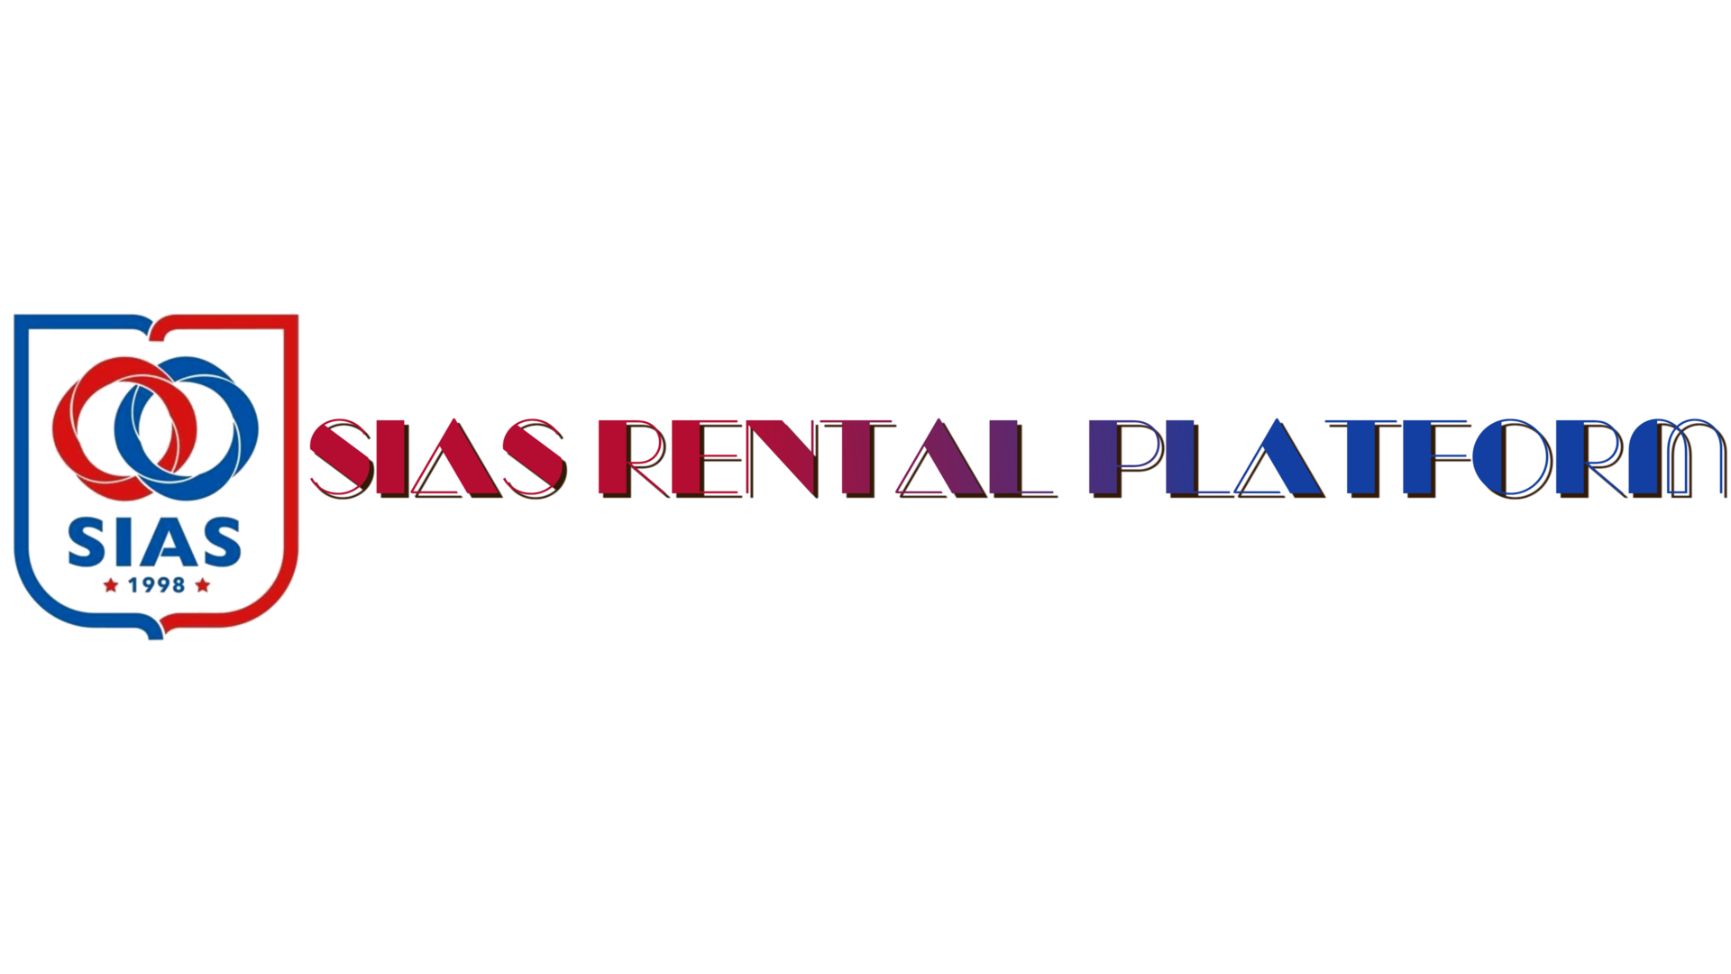 SIAS
★ 1998 ★
SIAS RENTAL PLATFORM